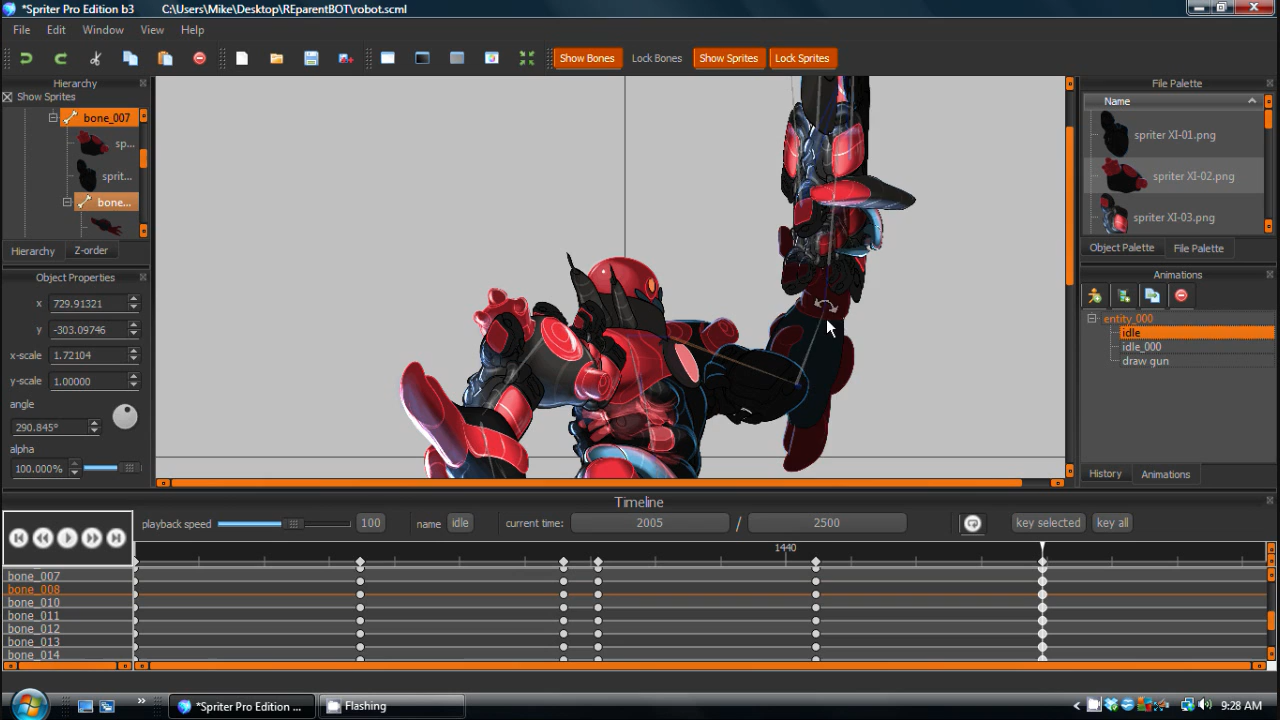 *Spriter Pro Edition b3 C:\Users\Mike\Desktop\REparentBOT\robot.scml
File Edit Window View Help
Show Bones Lock Bones Show Sprites Lock Sprites
Hierarchy
Show Sprites
bone_007
sp...
sprit...
bone...
Hierarchy Z-order
Object Properties
x 729.91321
y -303.09746
x-scale 1.72104
y-scale 1.00000
angle
290.845°
alpha
100.000%
File Palette
Name
spriter XI-01.png
spriter XI-02.png
spriter XI-03.png
Object Palette File Palette
Animations
entity_000
idle
idle_000
draw gun
History Animations
Timeline
playback speed 100 name idle current time: 2005 / 2500 key selected key all
1440
bone_007
bone_008
bone_010
bone_011
bone_012
bone_013
bone_014
*Spriter Pro Edition ... Flashing 9:28 AM